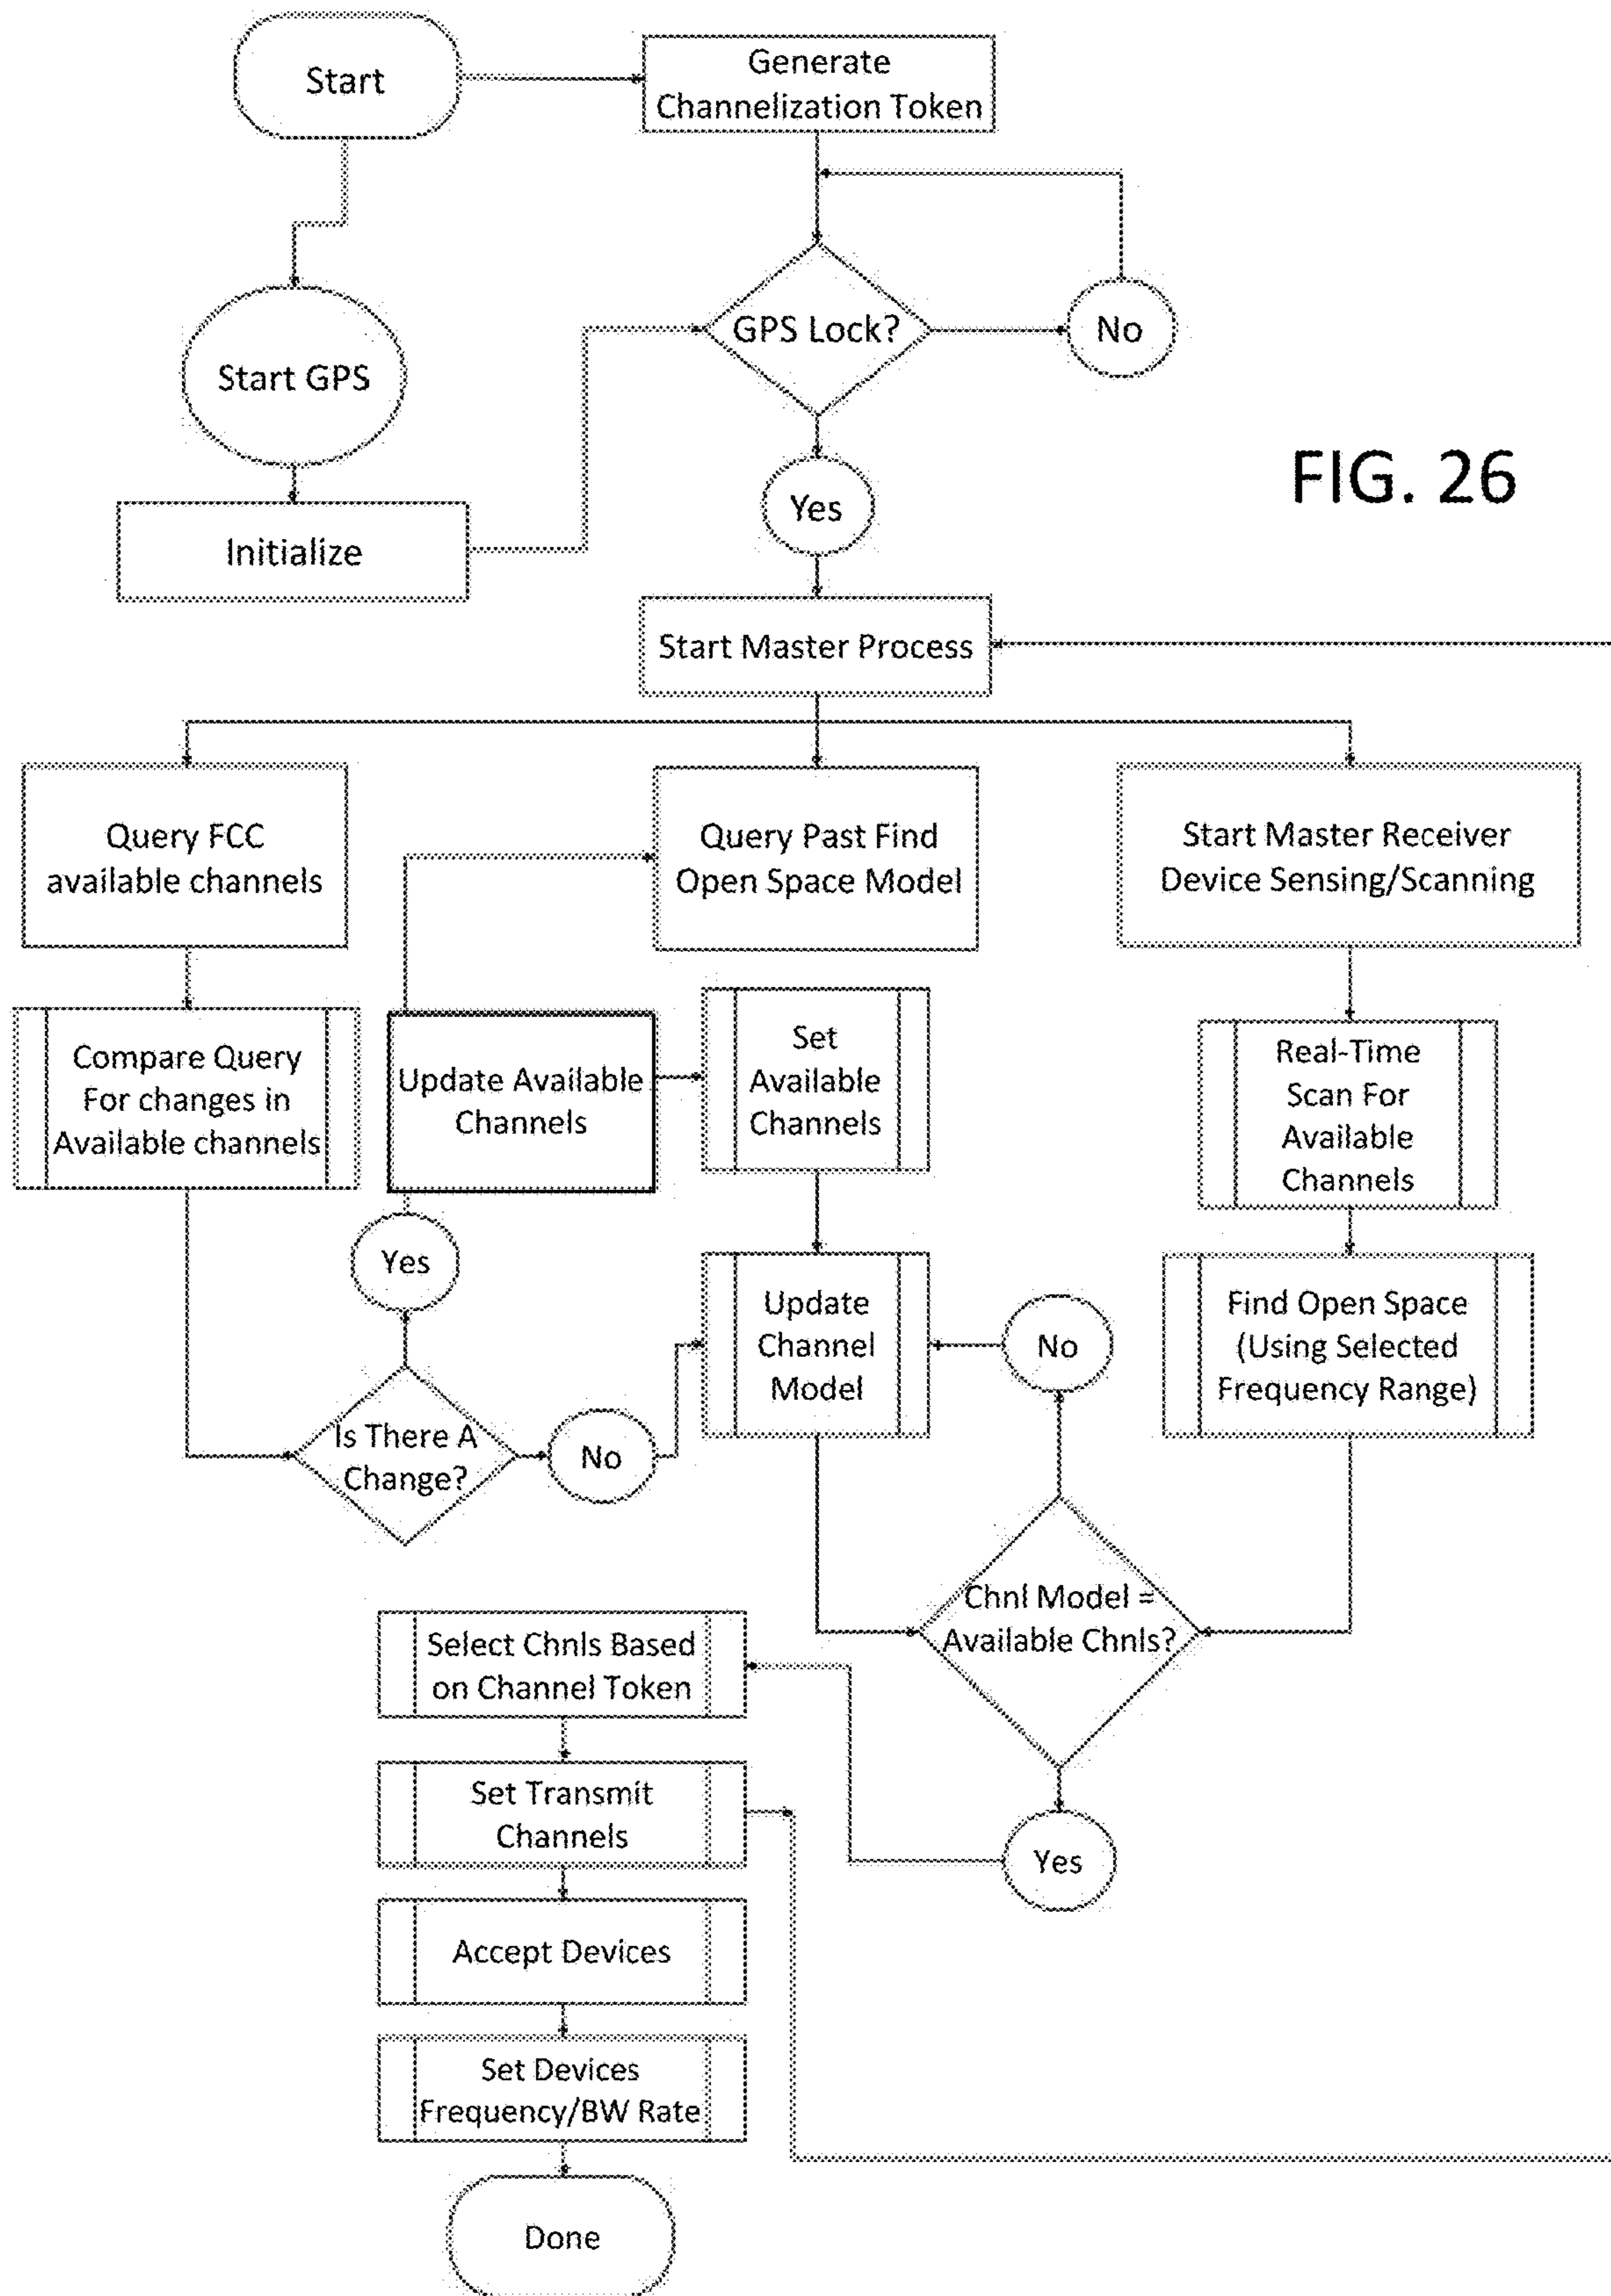 Start
Generate
Channelization Token
GPS Lock?
No
Start GPS
FIG. 26
Yes
Initialize
Start Master Process
Query FCC
available channels
Query Past Find
Open Space Model
Start Master Receiver
Device Sensing/Scanning
Compare Query
For changes in
Available channels
Update Available
Channels
Set
Available
Channels
Real-Time
Scan For
Available
Channels
Yes
Update
Channel
Model
No
Find Open Space
(Using Selected
Frequency Range)
Is There A
Change?
No
Chnl Model =
Available Chnls?
Select Chnls Based
on Channel Token
Set Transmit
Channels
Yes
Accept Devices
Set Devices
Frequency/BW Rate
Done